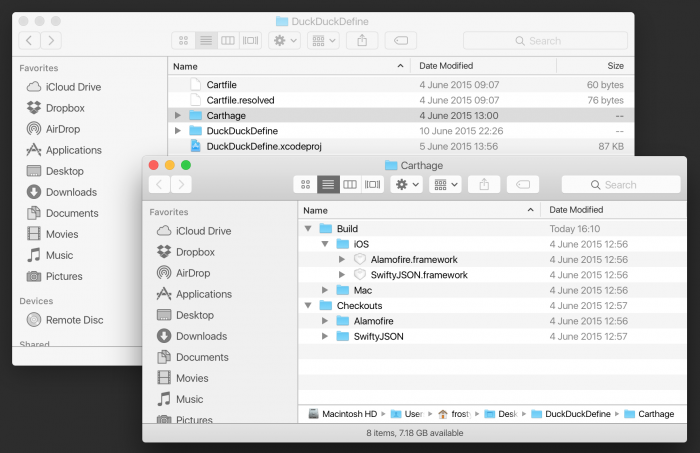 DuckDuckDefine
Search
Favorites
iCloud Drive
Dropbox
AirDrop
Applications
Desktop
Downloads
Documents
Movies
Music
Pictures
Devices
Remote Disc
Shared
Name Date Modified Size
Cartfile 4 June 2015 09:07 60 bytes
Cartfile.resolved 4 June 2015 09:07 76 bytes
Carthage 4 June 2015 13:00 --
DuckDuckDefine 10 June 2015 22:26 --
DuckDuckDefine.xcodeproj 5 June 2015 13:56 87 KB
Carthage
Search
Favorites
iCloud Drive
Dropbox
AirDrop
Applications
Desktop
Downloads
Documents
Movies
Music
Pictures
Name Date Modified
Build Today 16:10
iOS 4 June 2015 12:56
Alamofire.framework 4 June 2015 12:56
SwiftyJSON.framework 4 June 2015 12:56
Mac 4 June 2015 12:56
Checkouts 4 June 2015 12:57
Alamofire 4 June 2015 12:56
SwiftyJSON 4 June 2015 12:57
Macintosh HD User frosty Desk DuckDuckDefine Carthage
8 items, 7.18 GB available